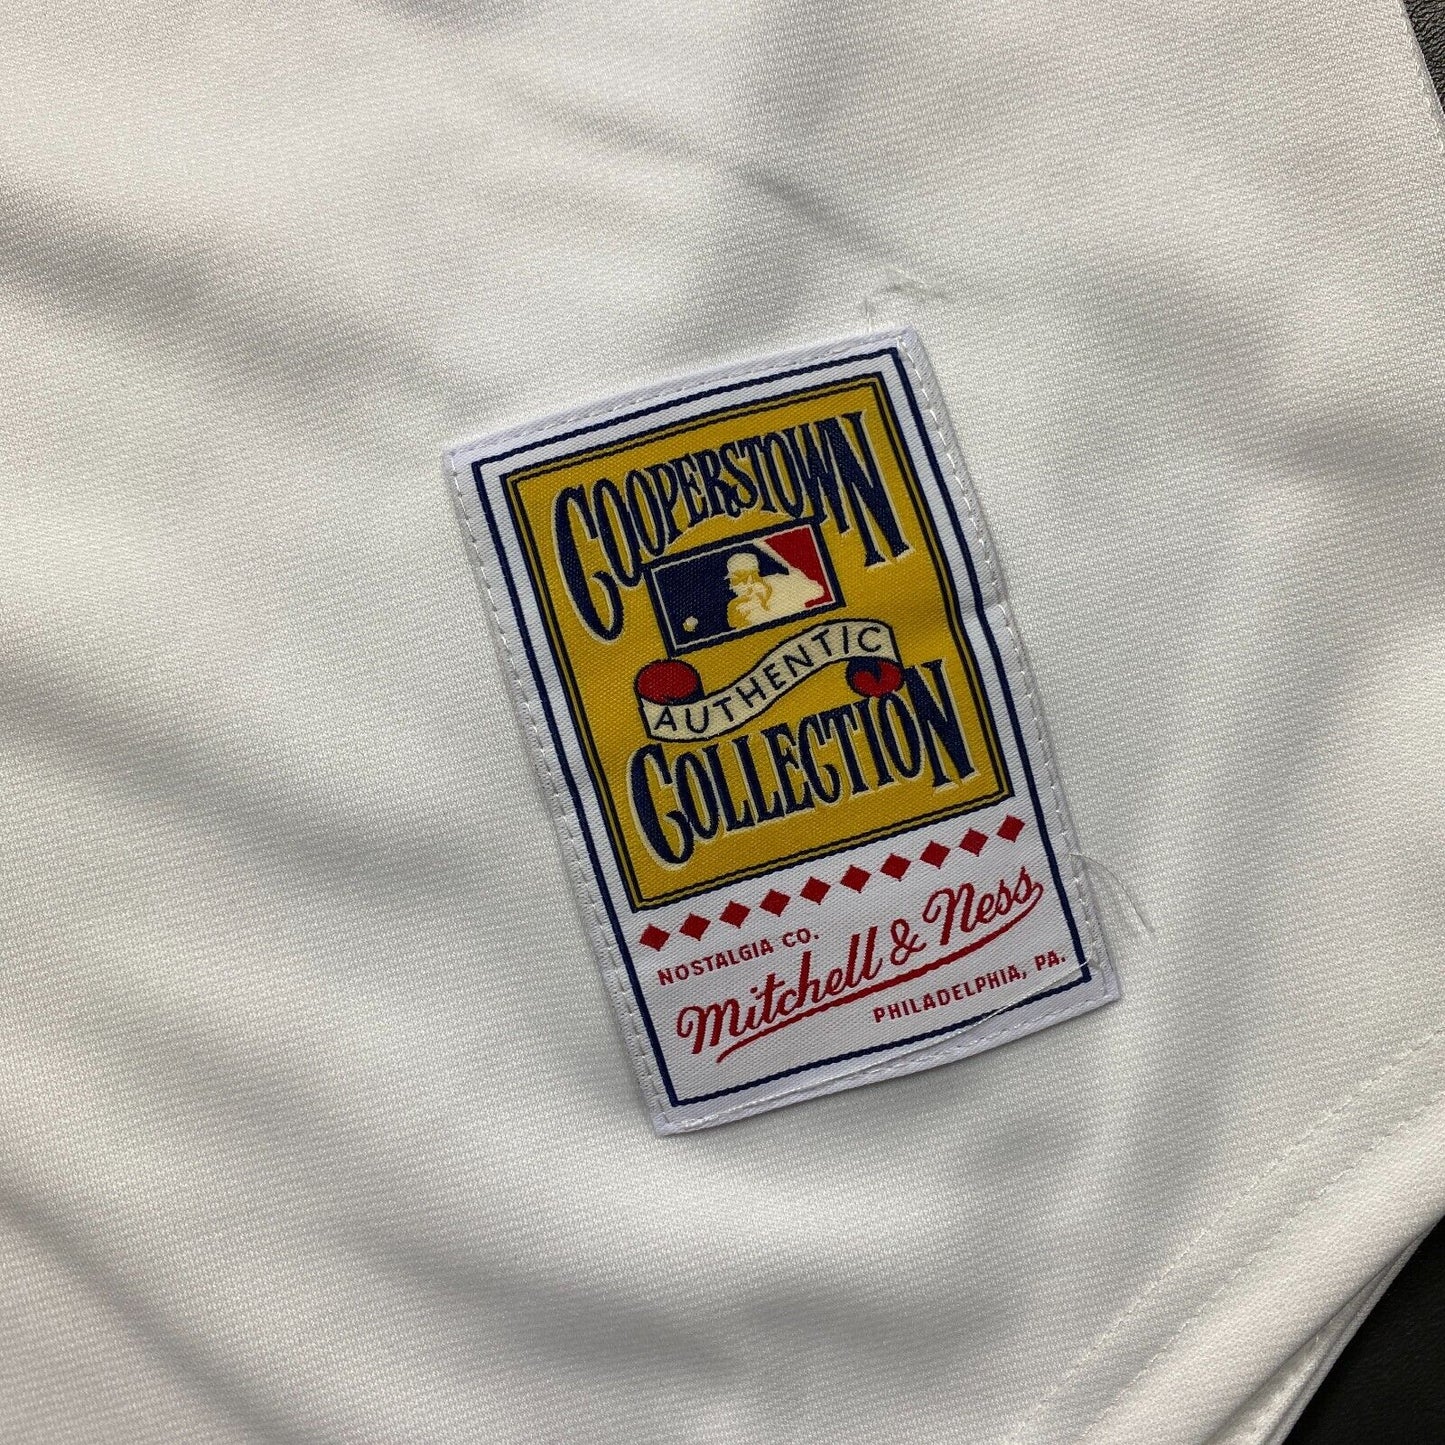 COOPERSTOWN
AUTHENTIC
COLLECTION
NOSTALGIA CO.
Mitchell & Ness
PHILADELPHIA, PA.